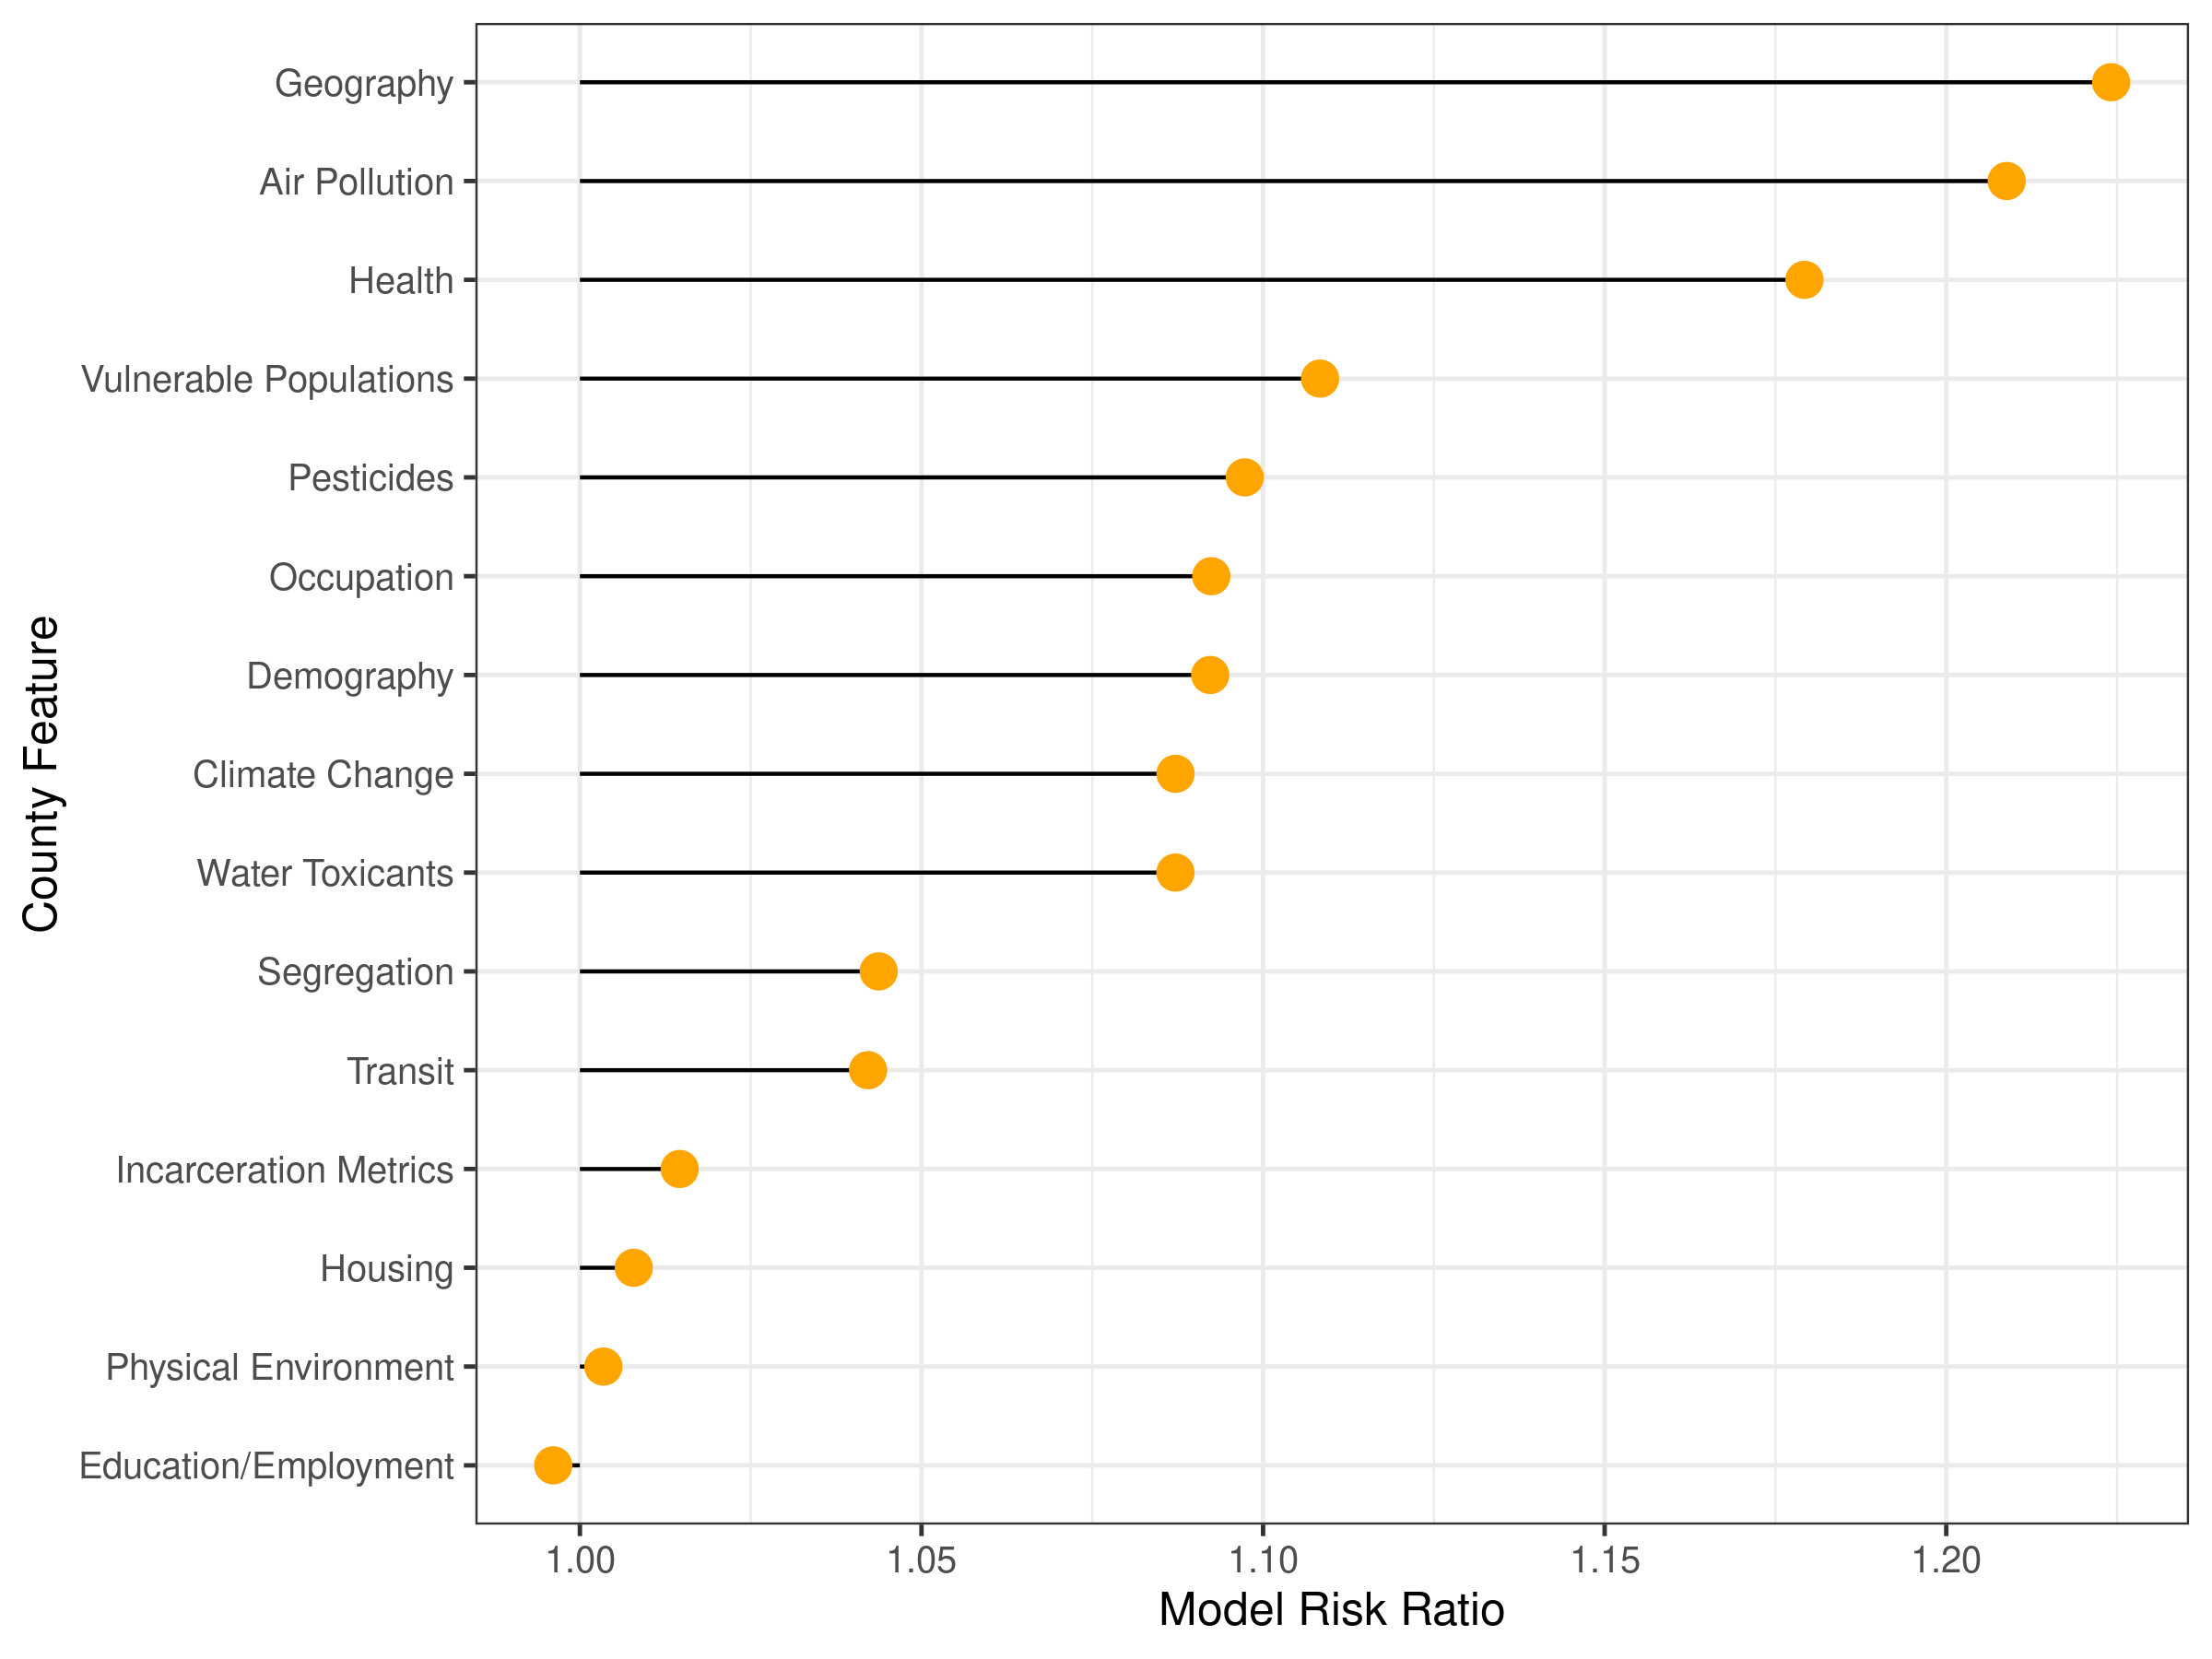 Geography
Air Pollution
Health
Vulnerable Populations
Pesticides
Occupation
Demography
Climate Change
Water Toxicants
Segregation
Transit
Incarceration Metrics
Housing
Physical Environment
Education/Employment
County Feature
1.00 1.05 1.10 1.15 1.20
Model Risk Ratio